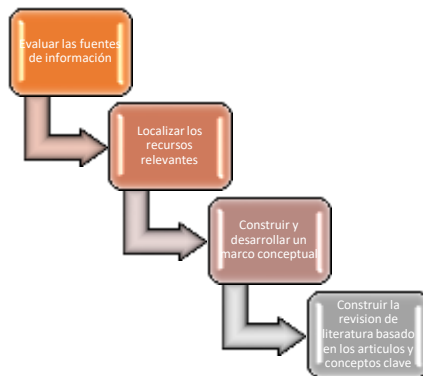 Evaluar las fuentes
de información
Localizar los
recursos
relevantes
Construir y
desarrollar un
marco conceptual
Construir la
revision de
literatura basado
en los articulos y
conceptos clave